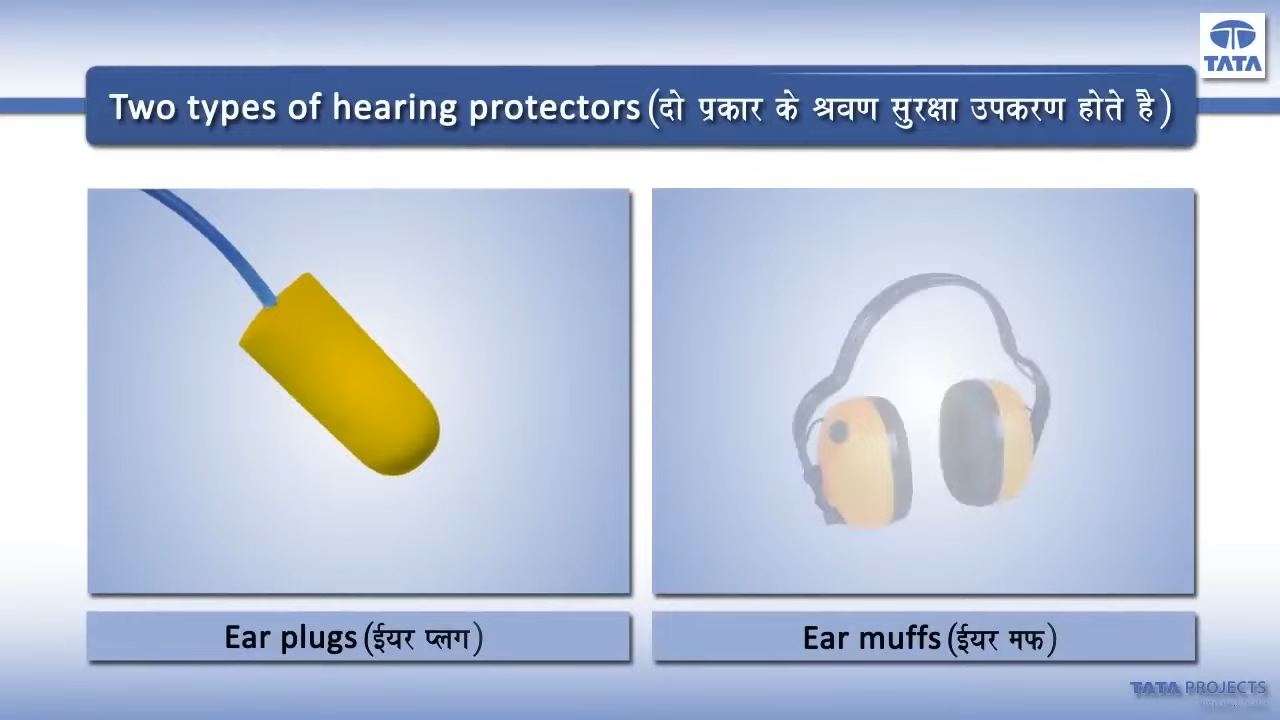 TATA
Two types of hearing protectors (दो प्रकार के श्रवण सुरक्षा उपकरण होते है)
Ear plugs (ईयर प्लग)
Ear muffs (ईयर मफ)
TATA PROJECTS